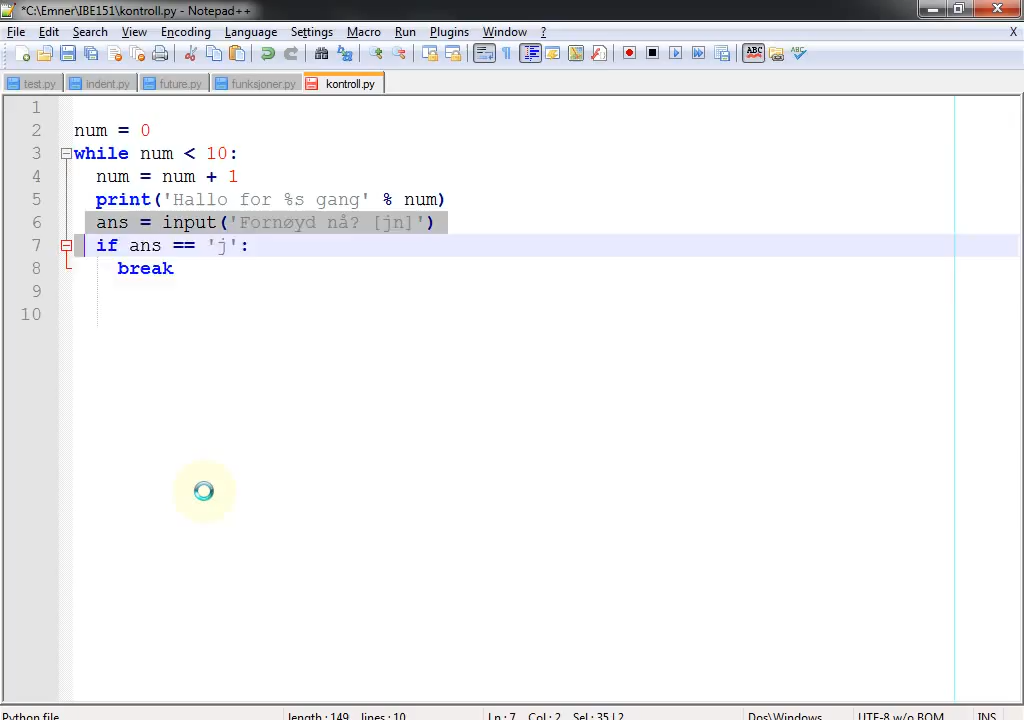 *C:\Emner\IBE151\kontroll.py - Notepad++
File Edit Search View Encoding Language Settings Macro Run Plugins Window ? X
ABC ABC
test.py indent.py future.py funksjoner.py kontroll.py
1
2 num = 0
3 while num < 10:
4 num = num + 1
5 print('Hallo for %s gang' % num)
6 ans = input('Fornøyd nå? [jn]')
7 if ans == 'j':
8 break
9
10
Python file length : 149 lines : 10 Ln : 7 Col : 2 Sel : 35 | 2 Dos\Windows UTF-8 w/o BOM INS